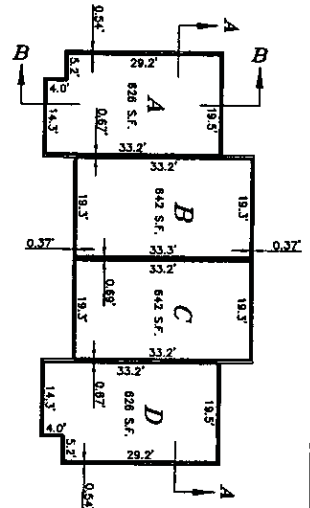 0.54'
A
B
29.2'
B
5.2'
4.0'
A
626 S.F.
14.3'
19.5'
0.67'
33.2'
33.2'
19.3'
B
642 S.F.
19.3'
0.37'
33.3'
0.37'
33.2'
0.69'
19.3'
C
642 S.F.
19.3'
33.2'
33.2'
0.67'
14.3'
D
626 S.F.
19.5'
4.0'
5.2'
29.2'
0.54'
A